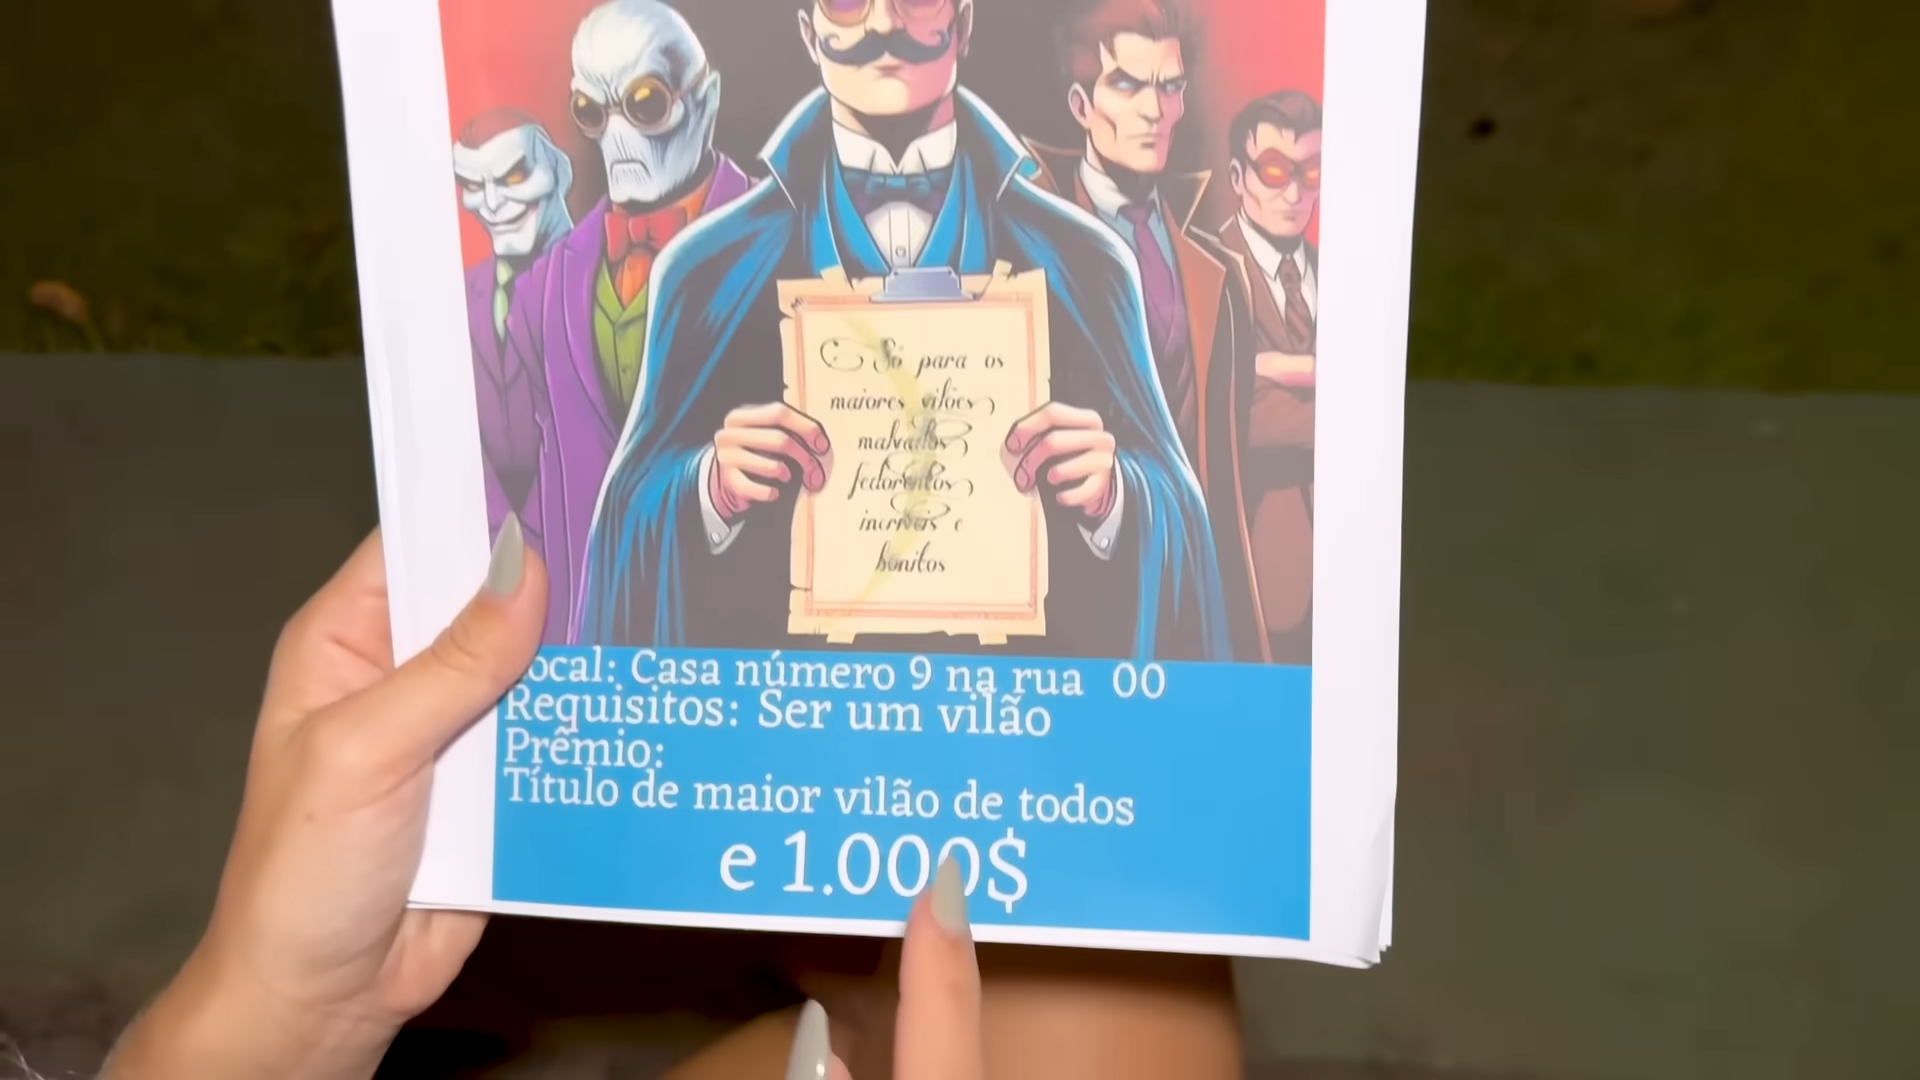 Só para os
maiores vilões
malvados
fedorentos
incríveis e
bonitos
Local: Casa número 9 na rua 00
Requisitos: Ser um vilão
Prêmio:
Título de maior vilão de todos
e 1.000$